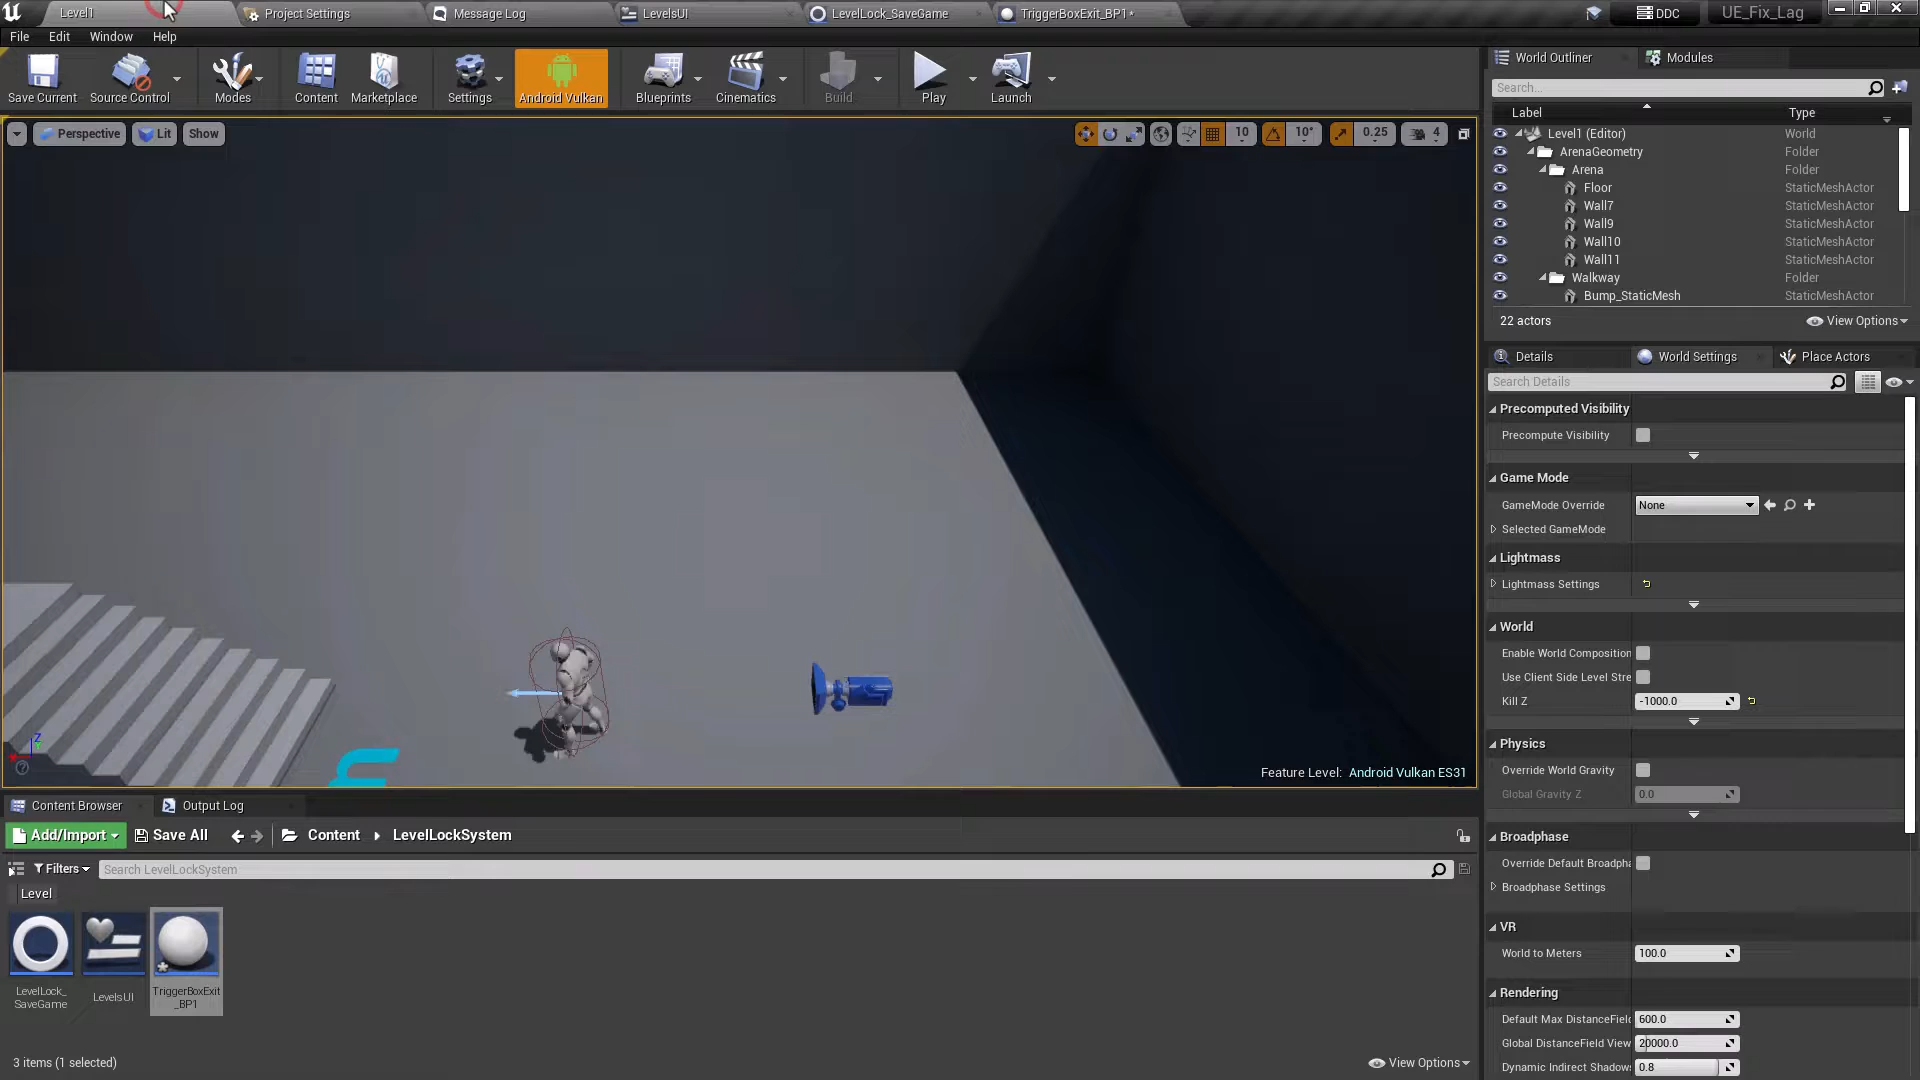 Level1
Project Settings
Message Log
LevelsUI
LevelLock_SaveGame
TriggerBoxExit_BP1*
DDC
UE_Fix_Lag
File Edit Window Help
Save Current
Source Control
Modes
Content
Marketplace
Settings
Android Vulkan
Blueprints
Cinematics
Build
Play
Launch
Perspective
Lit
Show
10
10°
0.25
4
Feature Level: Android Vulkan ES31
World Outliner
Modules
Search...
Label Type
Level1 (Editor) World
ArenaGeometry Folder
Arena Folder
Floor StaticMeshActor
Wall7 StaticMeshActor
Wall9 StaticMeshActor
Wall10 StaticMeshActor
Wall11 StaticMeshActor
Walkway Folder
Bump_StaticMesh StaticMeshActor
22 actors
View Options
Details
World Settings
Place Actors
Search Details
Precomputed Visibility
Precompute Visibility
Game Mode
GameMode Override None
Selected GameMode
Lightmass
Lightmass Settings
World
Enable World Composition
Use Client Side Level Stre
Kill Z -1000.0
Physics
Override World Gravity
Global Gravity Z 0.0
Broadphase
Override Default Broadpha
Broadphase Settings
VR
World to Meters 100.0
Rendering
Default Max DistanceField 600.0
Global DistanceField View 20000.0
Dynamic Indirect Shadow 0.8
Content Browser
Output Log
Add/Import
Save All
Content
LevelLockSystem
Filters
Search LevelLockSystem
Level
LevelLock_
SaveGame
LevelsUI
TriggerBoxExit
_BP1
3 items (1 selected)
View Options